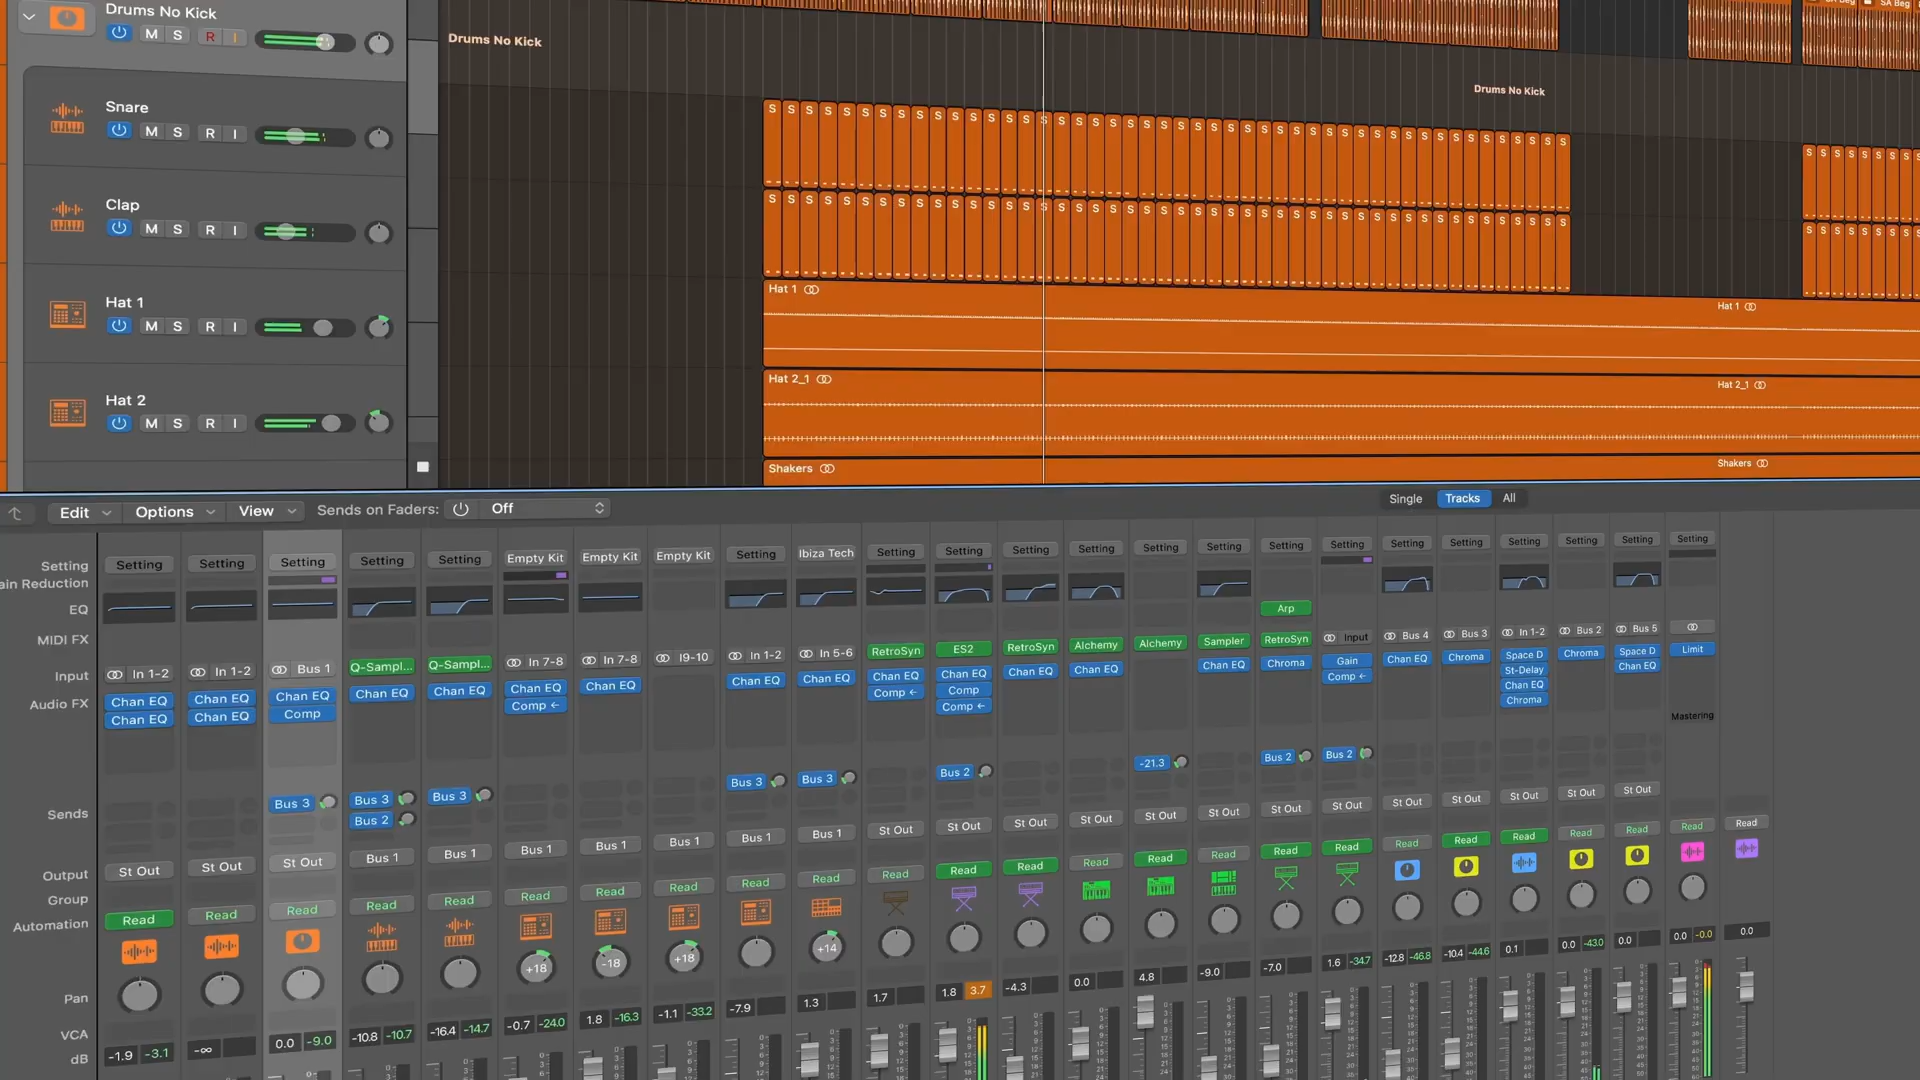 Drums No Kick
M S R I
Snare
M S R I
Clap
M S R I
Hat 1
M S R I
Hat 2
M S R I
Drums No Kick
Drums No Kick
Hat 1
Hat 1
Hat 2_1
Hat 2_1
Shakers
Shakers
Edit Options View Sends on Faders: Off Single Tracks All
Setting Setting Setting Setting Setting Setting Empty Kit Empty Kit Empty Kit Setting Ibiza Tech Setting Setting Setting Setting Setting Setting Setting Setting Setting Setting Setting Setting Setting Setting
ain Reduction
EQ
MIDI FX Arp
Input In 1-2 In 1-2 Bus 1 Q-Sampl... Q-Sampl... In 7-8 In 7-8 I9-10 In 1-2 In 5-6 RetroSyn ES2 RetroSyn Alchemy Alchemy Sampler RetroSyn Input Bus 4 Bus 3 In 1-2 Bus 2 Bus 5
Audio FX Chan EQ Chan EQ Chan EQ Chan EQ Chan EQ Chan EQ Chan EQ Chan EQ Chan EQ Chan EQ Chan EQ Chan EQ Chan EQ Chan EQ Chroma Gain Chan EQ Chroma Space D Chroma Space D Limit
Chan EQ Chan EQ Comp Comp Comp Comp Comp St-Delay Chan EQ
Comp Chan EQ
Chroma
Mastering
Sends Bus 3 Bus 3 Bus 3 Bus 3 Bus 3 Bus 2 -21.3 Bus 2 Bus 2
Bus 2
Output St Out St Out St Out Bus 1 Bus 1 Bus 1 Bus 1 Bus 1 Bus 1 Bus 1 St Out St Out St Out St Out St Out St Out St Out St Out St Out St Out St Out St Out St Out
Group
Automation Read Read Read Read Read Read Read Read Read Read Read Read Read Read Read Read Read Read Read Read Read Read Read Read Read
Pan +18 -18 +18 +14
VCA
dB -1.9 -3.1 -∞ 0.0 -9.0 -10.8 -10.7 -16.4 -14.7 -0.7 -24.0 1.8 -16.3 -1.1 -33.2 -7.9 1.3 1.7 1.8 3.7 -4.3 0.0 4.8 -9.0 -7.0 1.6 -34.7 -12.8 -46.8 -10.4 -44.6 0.1 0.0 -43.0 0.0 0.0 -0.0 0.0